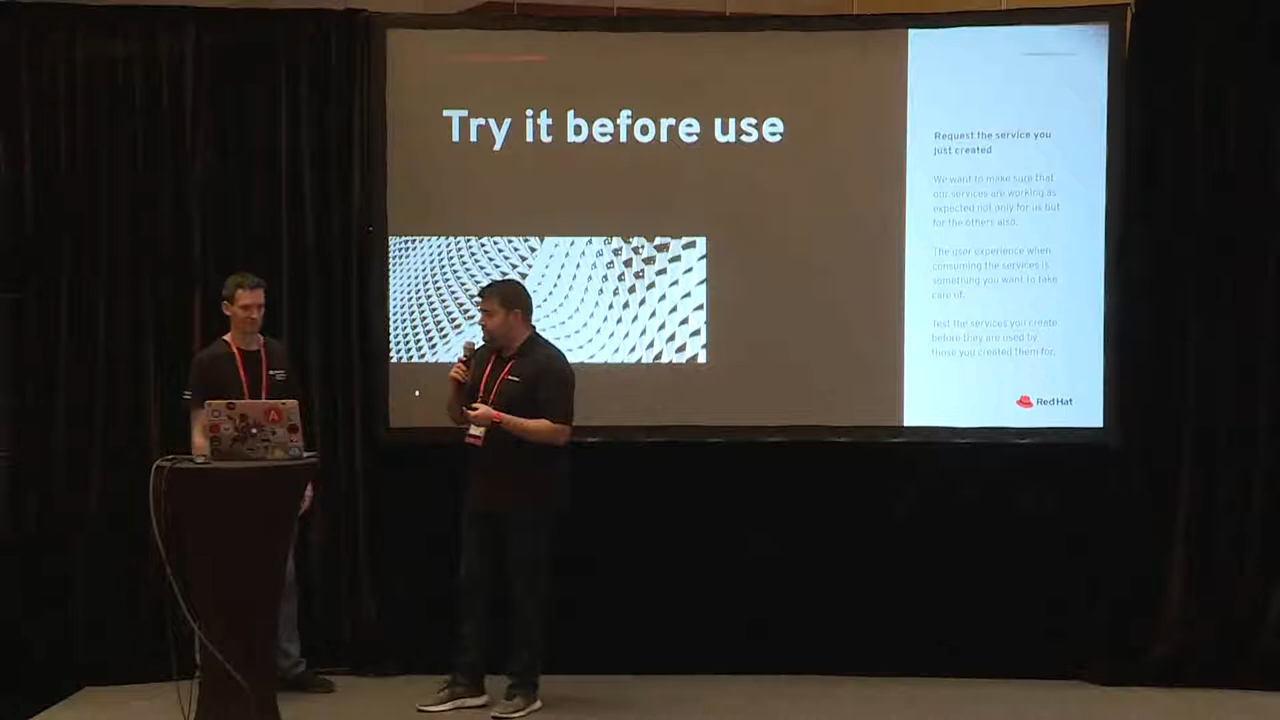 Try it before use
Request the service you
just created
We want to make sure that
our services are working as
expected not only for us but
for the others also.
The user experience when
consuming the services is
something you want to take
care of.
Test the services you create
before they are used by
those you created them for.
Red Hat
A